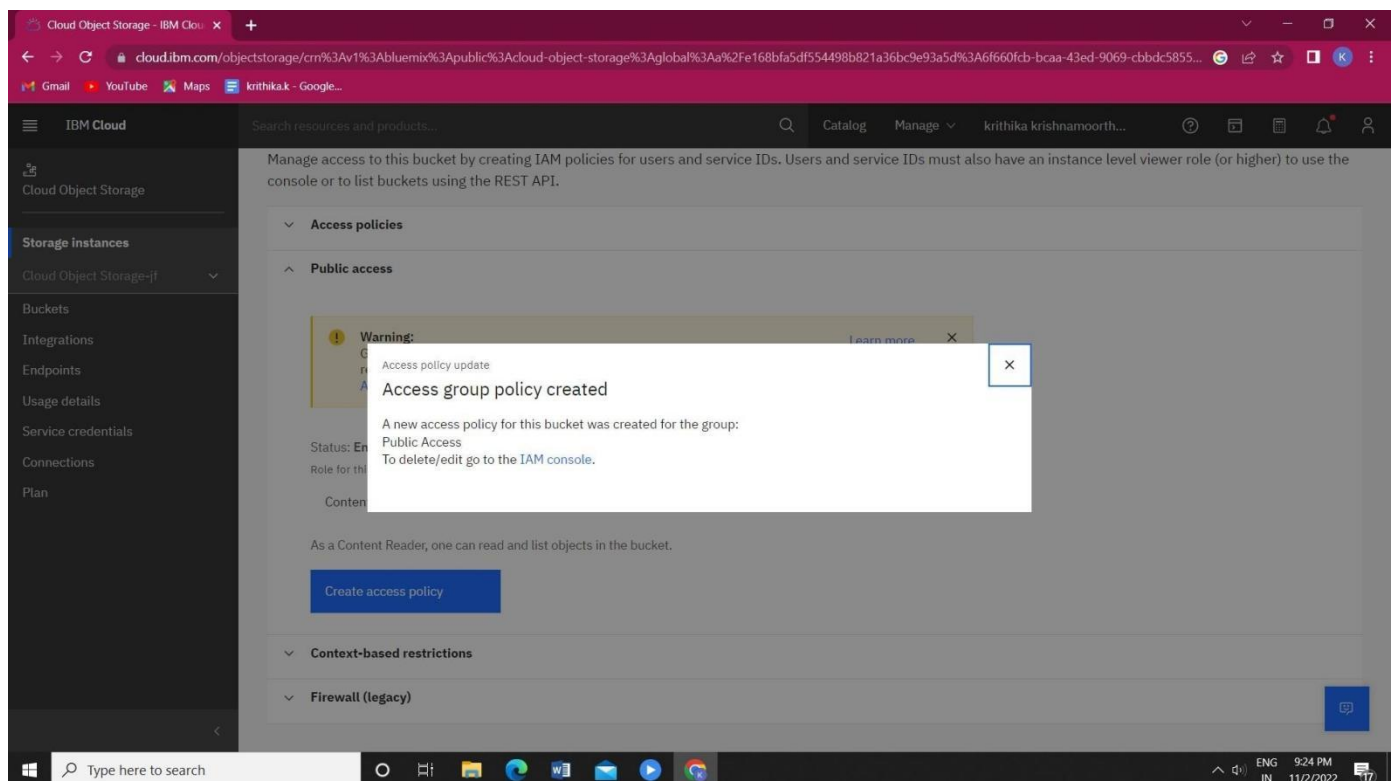 Cloud Object Storage - IBM Clou
cloud.ibm.com/objectstorage/crn%3Av1%3Abluemix%3Apublic%3Acloud-object-storage%3Aglobal%3Aa%2Fe168bfa5df554498b821a36bc9e93a5d%3A6f660fcb-bcaa-43ed-9069-cbbdc5855...
G
K
Gmail
YouTube
Maps
krithika.k - Google...
IBM Cloud
Search resources and products...
Catalog
Manage
krithika krishnamoorth...
Cloud Object Storage
Storage instances
Cloud Object Storage-jf
Buckets
Integrations
Endpoints
Usage details
Service credentials
Connections
Plan
Manage access to this bucket by creating IAM policies for users and service IDs. Users and service IDs must also have an instance level viewer role (or higher) to use the
console or to list buckets using the REST API.
Access policies
Public access
Warning:
Learn more
Access policy update
Access group policy created
A new access policy for this bucket was created for the group:
Public Access
To delete/edit go to the IAM console.
Status: En
Role for thi
Conten
As a Content Reader, one can read and list objects in the bucket.
Create access policy
Context-based restrictions
Firewall (legacy)
Type here to search
ENG
IN
9:24 PM
11/2/2022
17